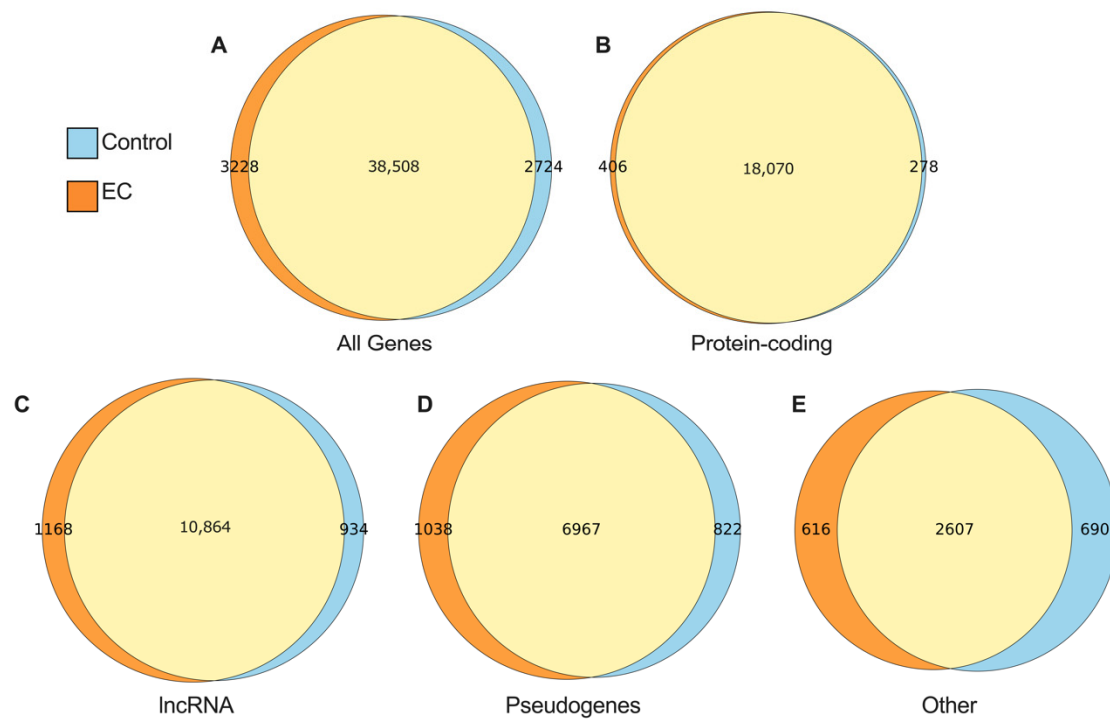 A
B
Control
EC
3228
38,508
2724
406
18,070
278
All Genes
Protein-coding
C
D
E
1168
10,864
934
1038
6967
822
616
2607
690
lncRNA
Pseudogenes
Other